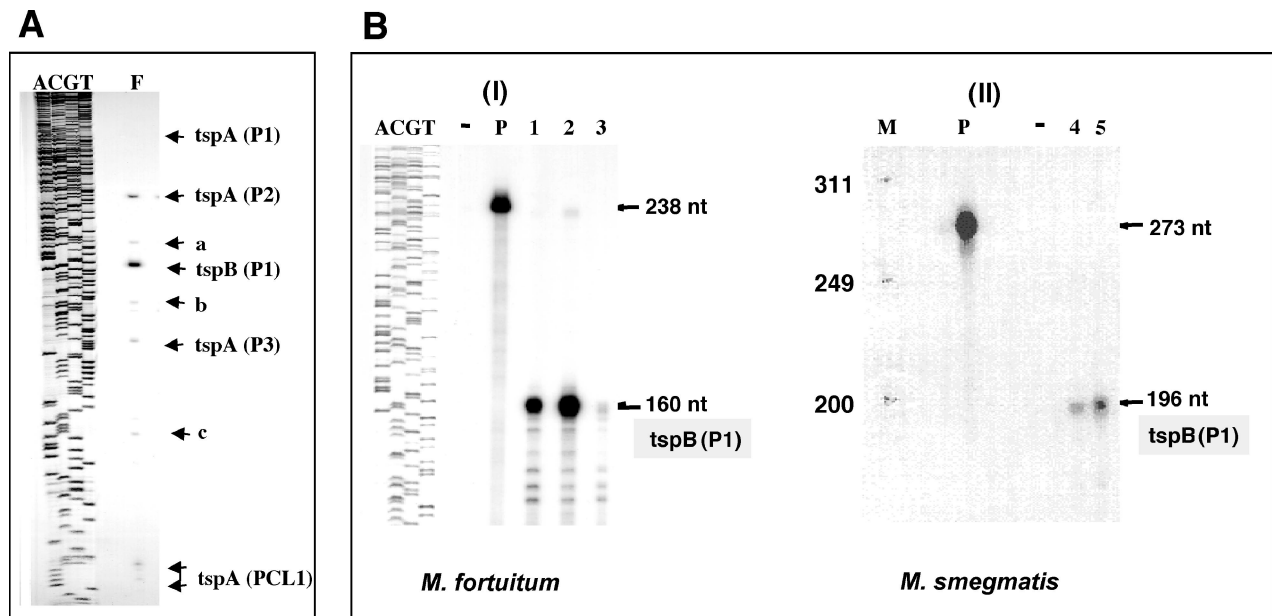 A
ACGT F
tspA (P1)
tspA (P2)
a
tspB (P1)
b
tspA (P3)
c
tspA (PCL1)
B
(I)
ACGT - P 1 2 3
238 nt
160 nt
tspB (P1)
M. fortuitum
(II)
M P - 4 5
311
273 nt
249
200
196 nt
tspB (P1)
M. smegmatis